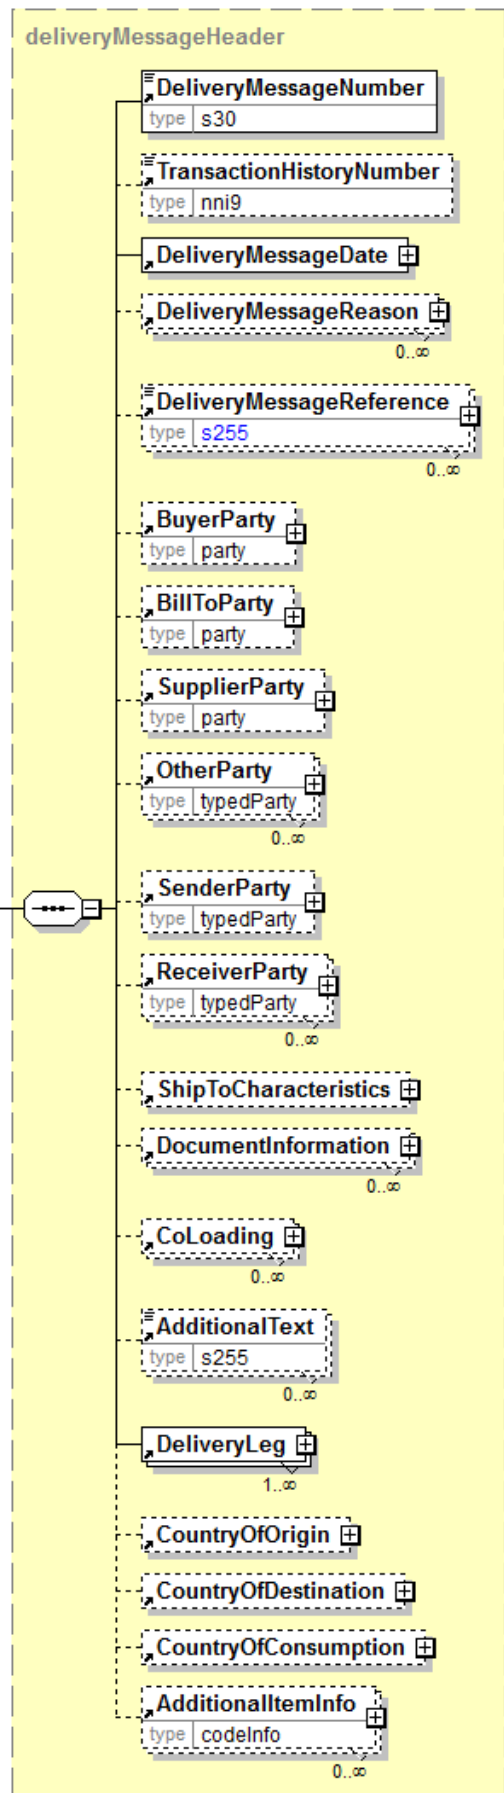 deliveryMessageHeader
DeliveryMessageNumber
type s30
TransactionHistoryNumber
type nni9
DeliveryMessageDate
DeliveryMessageReason
0..∞
DeliveryMessageReference
type s255
0..∞
BuyerParty
type party
BillToParty
type party
SupplierParty
type party
OtherParty
type typedParty
0..∞
SenderParty
type typedParty
ReceiverParty
type typedParty
0..∞
ShipToCharacteristics
DocumentInformation
0..∞
CoLoading
0..∞
AdditionalText
type s255
0..∞
DeliveryLeg
1..∞
CountryOfOrigin
CountryOfDestination
CountryOfConsumption
AdditionalItemInfo
type codeInfo
0..∞